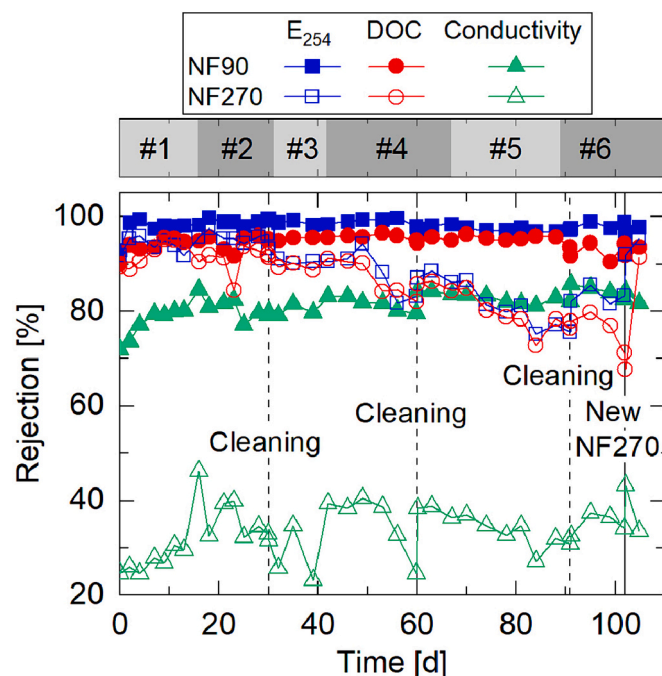 E254 DOC Conductivity
NF90
NF270
#1 #2 #3 #4 #5 #6
100
80
60
40
20
Rejection [%]
Cleaning
Cleaning
Cleaning
New
NF270
0 20 40 60 80 100
Time [d]